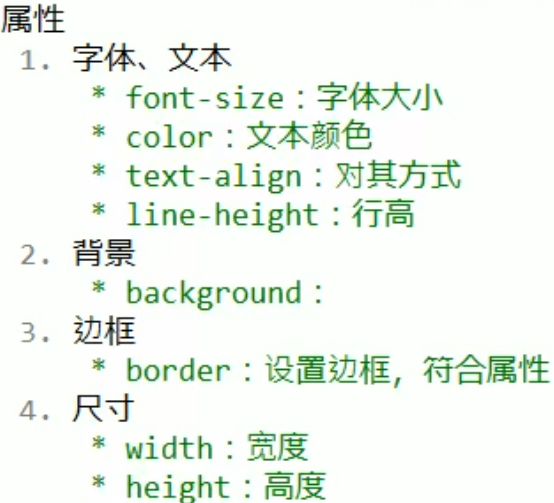 属性
1. 字体、文本
* font-size：字体大小
* color：文本颜色
* text-align：对其方式
* line-height：行高
2. 背景
* background：
3. 边框
* border：设置边框，符合属性
4. 尺寸
* width：宽度
* height：高度